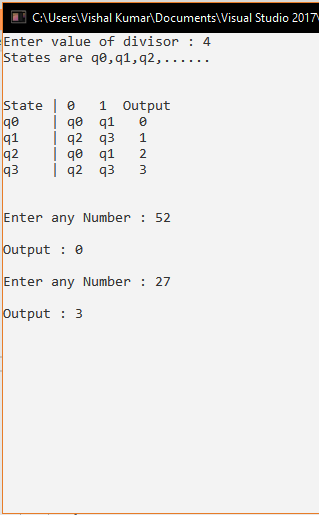 C:\Users\Vishal Kumar\Documents\Visual Studio 2017\
Enter value of divisor : 4
States are q0,q1,q2,......
State | 0   1  Output
q0    | q0  q1   0
q1    | q2  q3   1
q2    | q0  q1   2
q3    | q2  q3   3
Enter any Number : 52
Output : 0
Enter any Number : 27
Output : 3